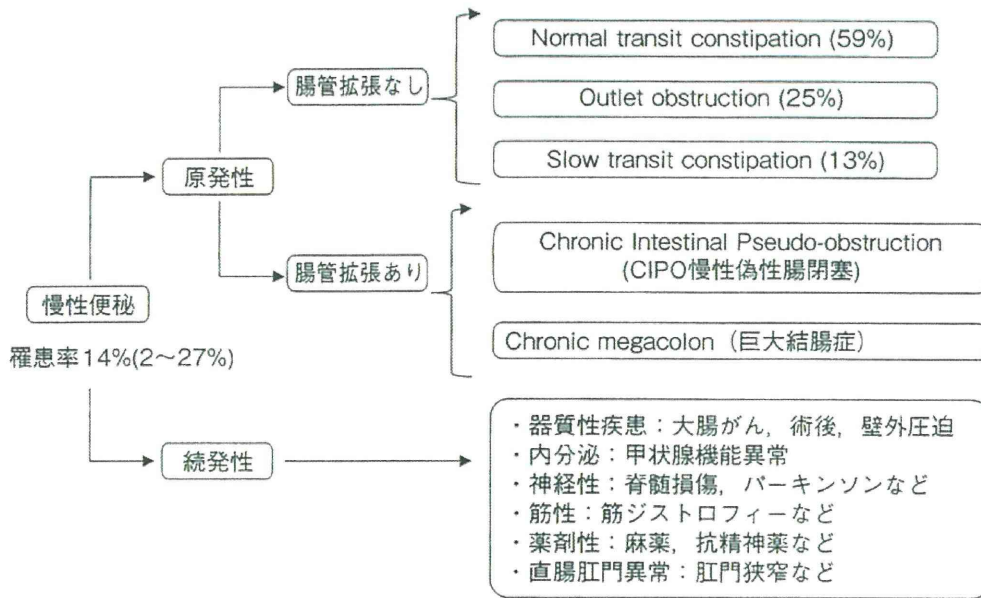 慢性便秘
罹患率14%(2〜27%)
原発性
腸管拡張なし
Normal transit constipation (59%)
Outlet obstruction (25%)
Slow transit constipation (13%)
腸管拡張あり
Chronic Intestinal Pseudo-obstruction
(CIPO慢性偽性腸閉塞)
Chronic megacolon（巨大結腸症）
続発性
・器質性疾患：大腸がん，術後，壁外圧迫
・内分泌：甲状腺機能異常
・神経性：脊髄損傷，パーキンソンなど
・筋性：筋ジストロフィーなど
・薬剤性：麻薬，抗精神薬など
・直腸肛門異常：肛門狭窄など